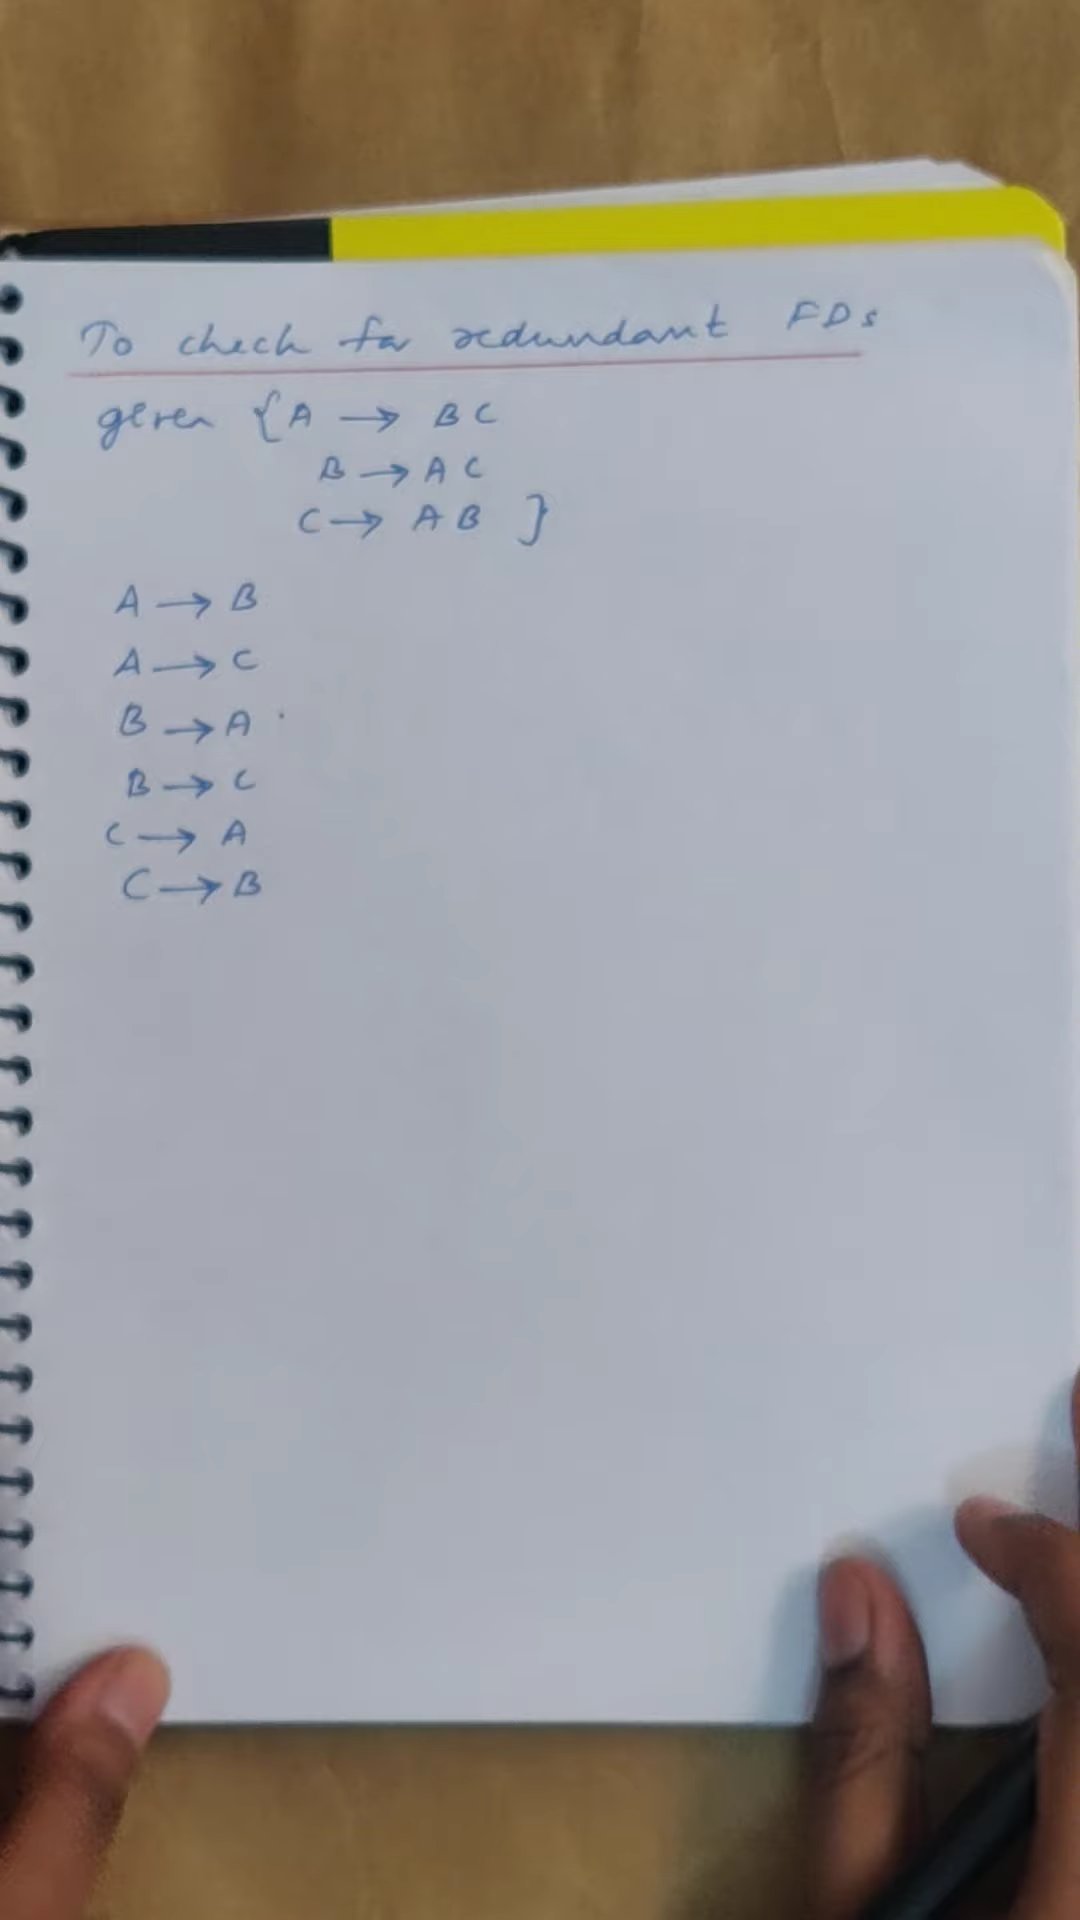 To check for redundant FDs
given {A → BC
B → AC
C → AB }
A → B
A → C
B → A
B → C
C → A
C → B